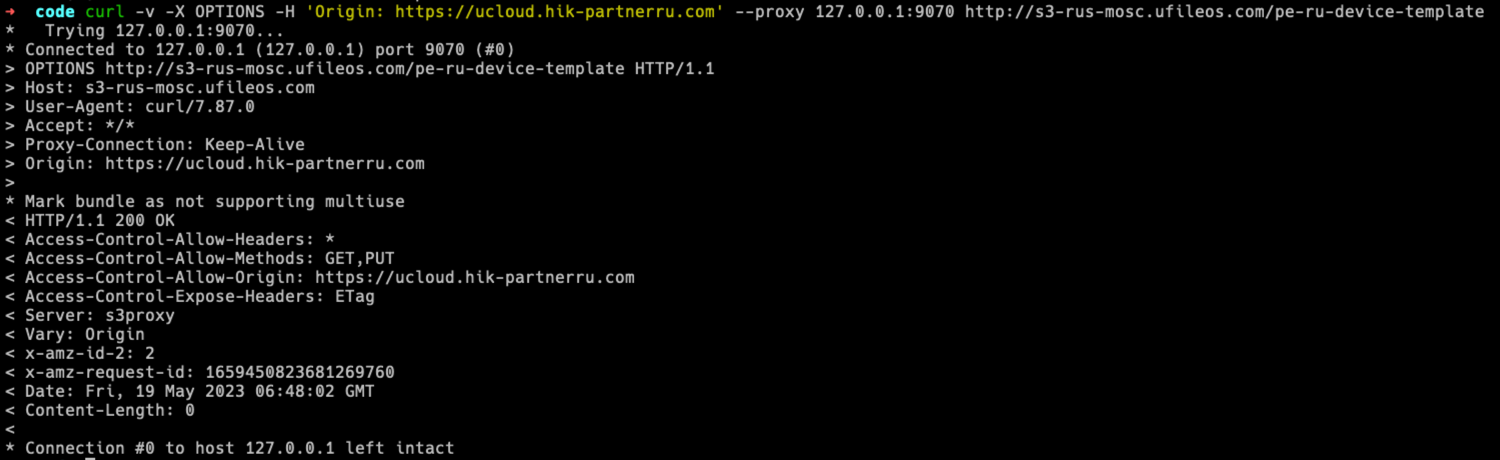 → code curl -v -X OPTIONS -H 'Origin: https://ucloud.hik-partnerru.com' --proxy 127.0.0.1:9070 http://s3-rus-mosc.ufileos.com/pe-ru-device-template
* Trying 127.0.0.1:9070...
* Connected to 127.0.0.1 (127.0.0.1) port 9070 (#0)
> OPTIONS http://s3-rus-mosc.ufileos.com/pe-ru-device-template HTTP/1.1
> Host: s3-rus-mosc.ufileos.com
> User-Agent: curl/7.87.0
> Accept: */*
> Proxy-Connection: Keep-Alive
> Origin: https://ucloud.hik-partnerru.com
>
* Mark bundle as not supporting multiuse
< HTTP/1.1 200 OK
< Access-Control-Allow-Headers: *
< Access-Control-Allow-Methods: GET,PUT
< Access-Control-Allow-Origin: https://ucloud.hik-partnerru.com
< Access-Control-Expose-Headers: ETag
< Server: s3proxy
< Vary: Origin
< x-amz-id-2: 2
< x-amz-request-id: 1659450823681269760
< Date: Fri, 19 May 2023 06:48:02 GMT
< Content-Length: 0
<
* Connection #0 to host 127.0.0.1 left intact